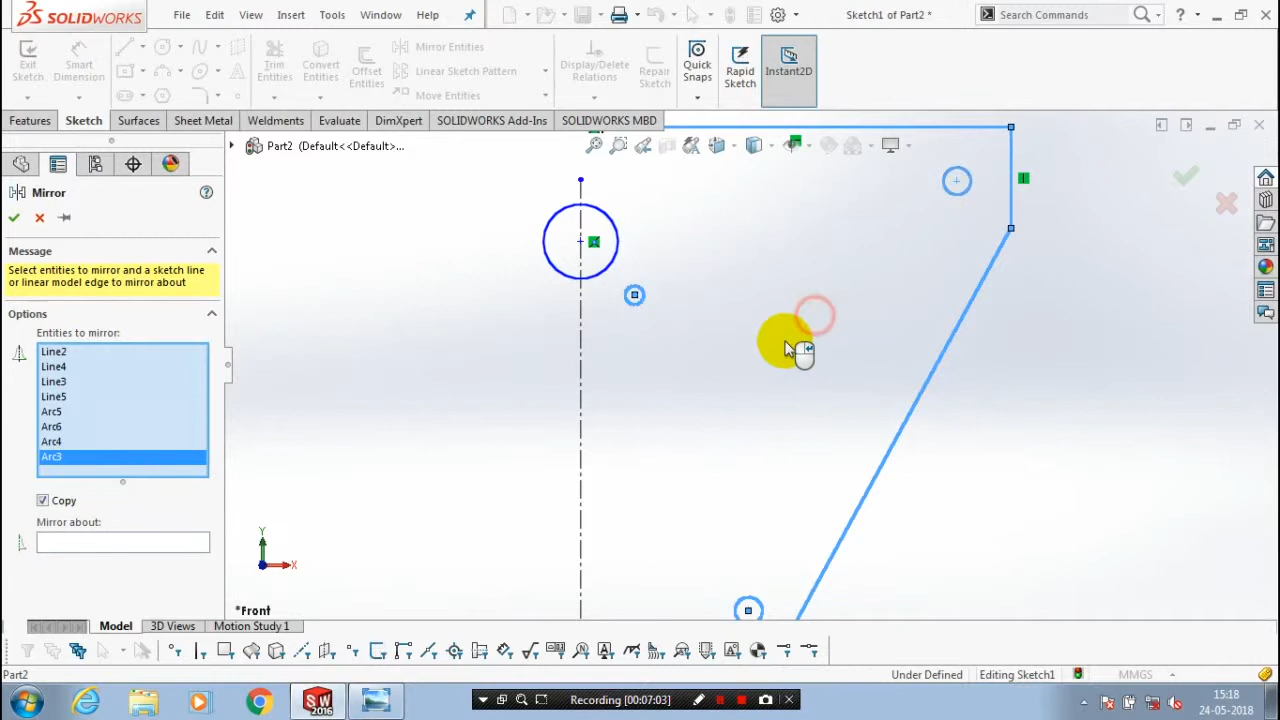 SOLIDWORKS
File Edit View Insert Tools Window Help
Sketch1 of Part2 *
Search Commands
?
Exit Sketch
Smart Dimension
Trim Entities
Convert Entities
Offset Entities
Mirror Entities
Linear Sketch Pattern
Move Entities
Display/Delete Relations
Repair Sketch
Quick Snaps
Rapid Sketch
Instant2D
Features Sketch Surfaces Sheet Metal Weldments Evaluate DimXpert SOLIDWORKS Add-Ins SOLIDWORKS MBD
Part2 (Default<<Default>...
Mirror
?
Message
Select entities to mirror and a sketch line
or linear model edge to mirror about
Options
Entities to mirror:
Line2
Line4
Line3
Line5
Arc5
Arc6
Arc4
Arc3
Copy
Mirror about:
Y
X
*Front
Model 3D Views Motion Study 1
Part2
Under Defined Editing Sketch1 MMGS
SW 2016
Recording [00:07:03]
15:18
24-05-2018